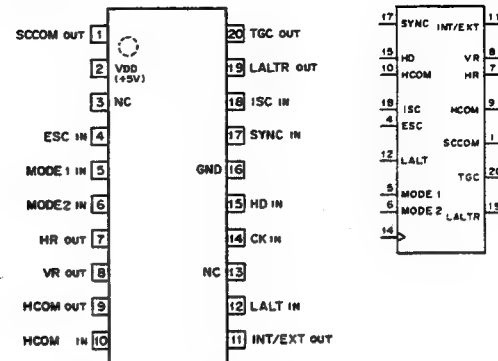 SCCOM OUT 1
2 VDD (+5V)
3 NC
ESC IN 4
MODE 1 IN 5
MODE2 IN 6
HR OUT 7
VR OUT 8
HCOM OUT 9
HCOM IN 10
20 TGC OUT
19 LALTR OUT
18 ISC IN
17 SYNC IN
GND 16
15 HD IN
14 CK IN
NC 13
12 LALT IN
11 INT/EXT OUT
17 SYNC INT/EXT 11
15 HD VR 8
10 HCOM HR 7
18 ISC HCOM 9
4 ESC
SCCOM 1
12 LALT
TGC 20
5 MODE 1
6 MODE 2 LALTR 19
14